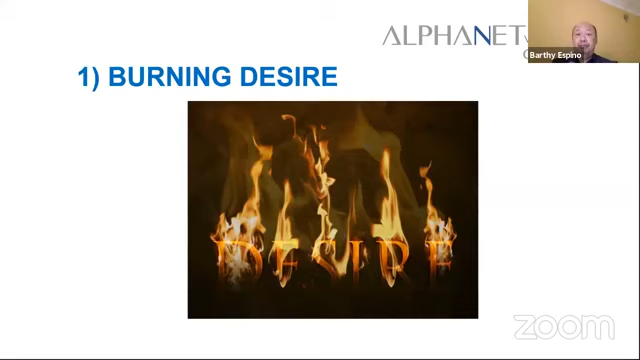 ALPHANET
Barthy Espino
1) BURNING DESIRE
DESIRE
zoom